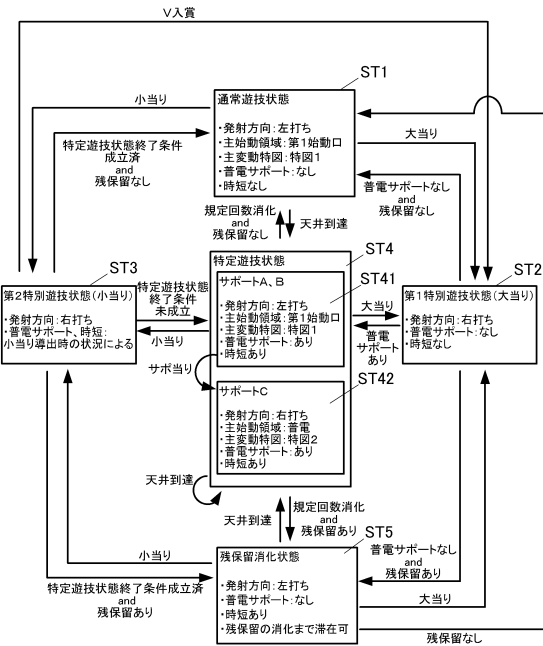 V入賞
ST1
小当り
通常遊技状態
・発射方向:左打ち
・主始動領域:第1始動口
・主変動特図:特図1
・普電サポート:なし
・時短なし
大当り
特定遊技状態終了条件
成立済
and
残保留なし
普電サポートなし
and
残保留なし
規定回数消化
and
残保留なし
天井到達
ST4
ST3
特定遊技状態
ST2
第2特別遊技状態(小当り)
・発射方向:右打ち
・普電サポート、時短:
小当り導出時の状況による
特定遊技状態
終了条件
未成立
小当り
サポートA、B
ST41
・発射方向:左打ち
・主始動領域:第1始動口
・主変動特図:特図1
・普電サポート:あり
・時短あり
大当り
普電
サポート
あり
第1特別遊技状態(大当り)
・発射方向:右打ち
・普電サポート:なし
・時短なし
サポ当り
ST42
サポートC
・発射方向:右打ち
・主始動領域:普電
・主変動特図:特図2
・普電サポート:あり
・時短あり
天井到達
天井到達
規定回数消化
and
残保留あり
ST5
小当り
残保留消化状態
・発射方向:左打ち
・普電サポート:なし
・時短あり
・残保留の消化まで滞在可
普電サポートなし
and
残保留あり
特定遊技状態終了条件成立済
and
残保留あり
大当り
残保留なし